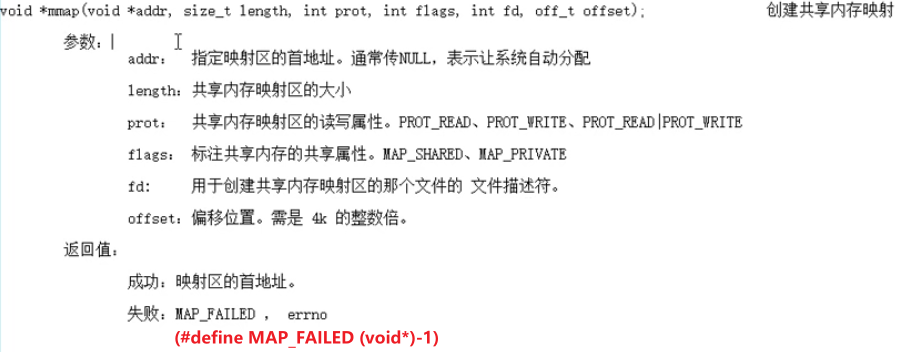 void *mmap(void *addr, size_t length, int prot, int flags, int fd, off_t offset); 创建共享内存映射
参数：
addr： 指定映射区的首地址。通常传NULL，表示让系统自动分配
length：共享内存映射区的大小
prot： 共享内存映射区的读写属性。PROT_READ、PROT_WRITE、PROT_READ|PROT_WRITE
flags： 标注共享内存的共享属性。MAP_SHARED、MAP_PRIVATE
fd: 用于创建共享内存映射区的那个文件的 文件描述符。
offset：偏移位置。需是 4k 的整数倍。
返回值：
成功：映射区的首地址。
失败：MAP_FAILED ， errno
(#define MAP_FAILED (void*)-1)